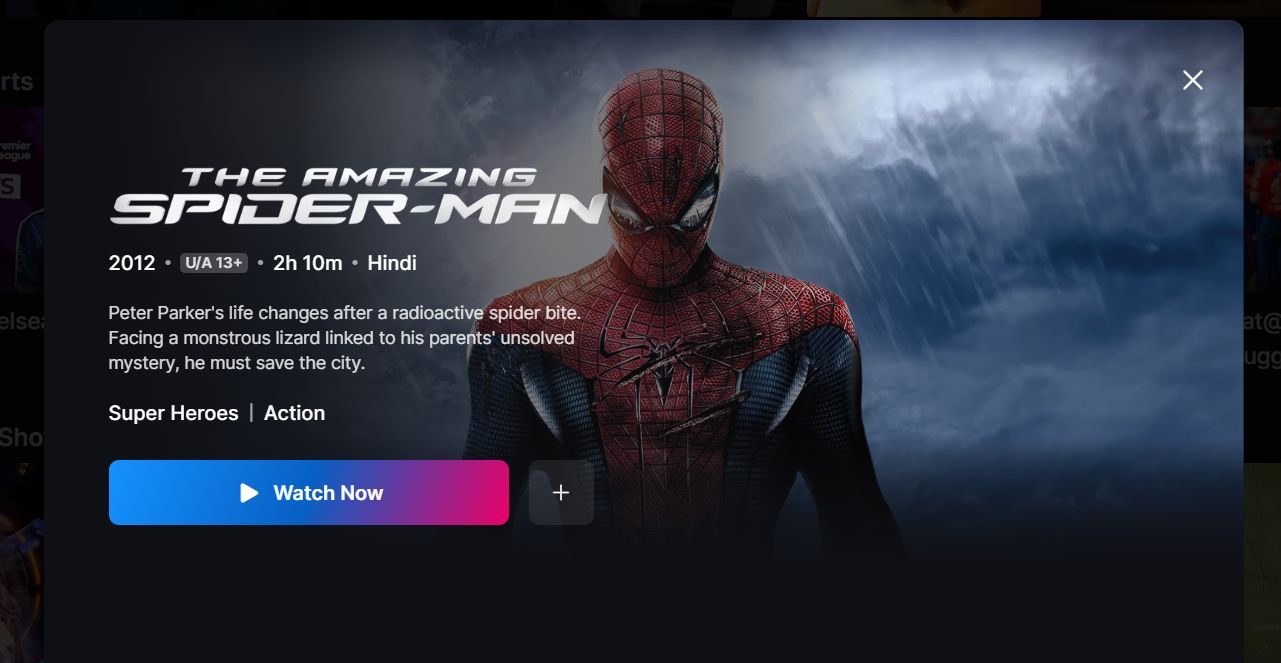 rts
THE AMAZING
SPIDER-MAN
2012 • U/A 13+ • 2h 10m • Hindi
Peter Parker's life changes after a radioactive spider bite.
Facing a monstrous lizard linked to his parents' unsolved
mystery, he must save the city.
Super Heroes | Action
Watch Now
+
remier
eague
S
elsea
at@
ugg
Sho